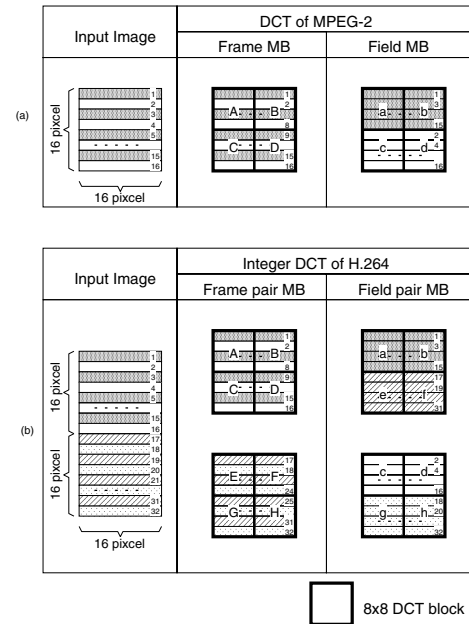 DCT of MPEG-2
Input Image
Frame MB
Field MB
(a)
16 pixcel
1
2
3
4
5
15
16
16 pixcel
A
B
C
D
1
2
3
8
9
10
15
16
a
b
c
d
1
3
15
2
4
16
Integer DCT of H.264
Input Image
Frame pair MB
Field pair MB
(b)
16 pixcel
16 pixcel
1
2
3
4
5
15
16
17
18
19
20
21
31
32
16 pixcel
A
B
C
D
1
2
3
8
9
10
15
16
a
b
e
f
1
3
15
17
19
31
E
F
G
H
17
18
24
25
31
32
c
d
g
h
2
4
16
18
20
32
8x8 DCT block